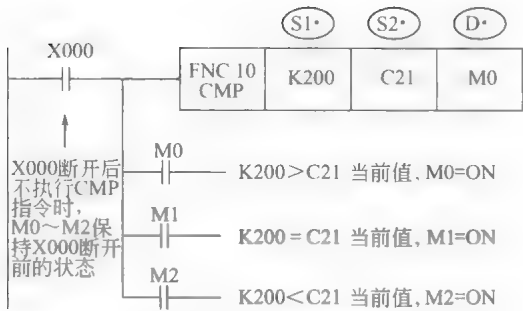 S1· S2· D·
X000
FNC 10
CMP
K200
C21
M0
X000断开后
不执行CMP
指令时,
M0～M2保
持X000断开
前的状态
M0
K200>C21 当前值, M0=ON
M1
K200=C21 当前值, M1=ON
M2
K200<C21 当前值, M2=ON